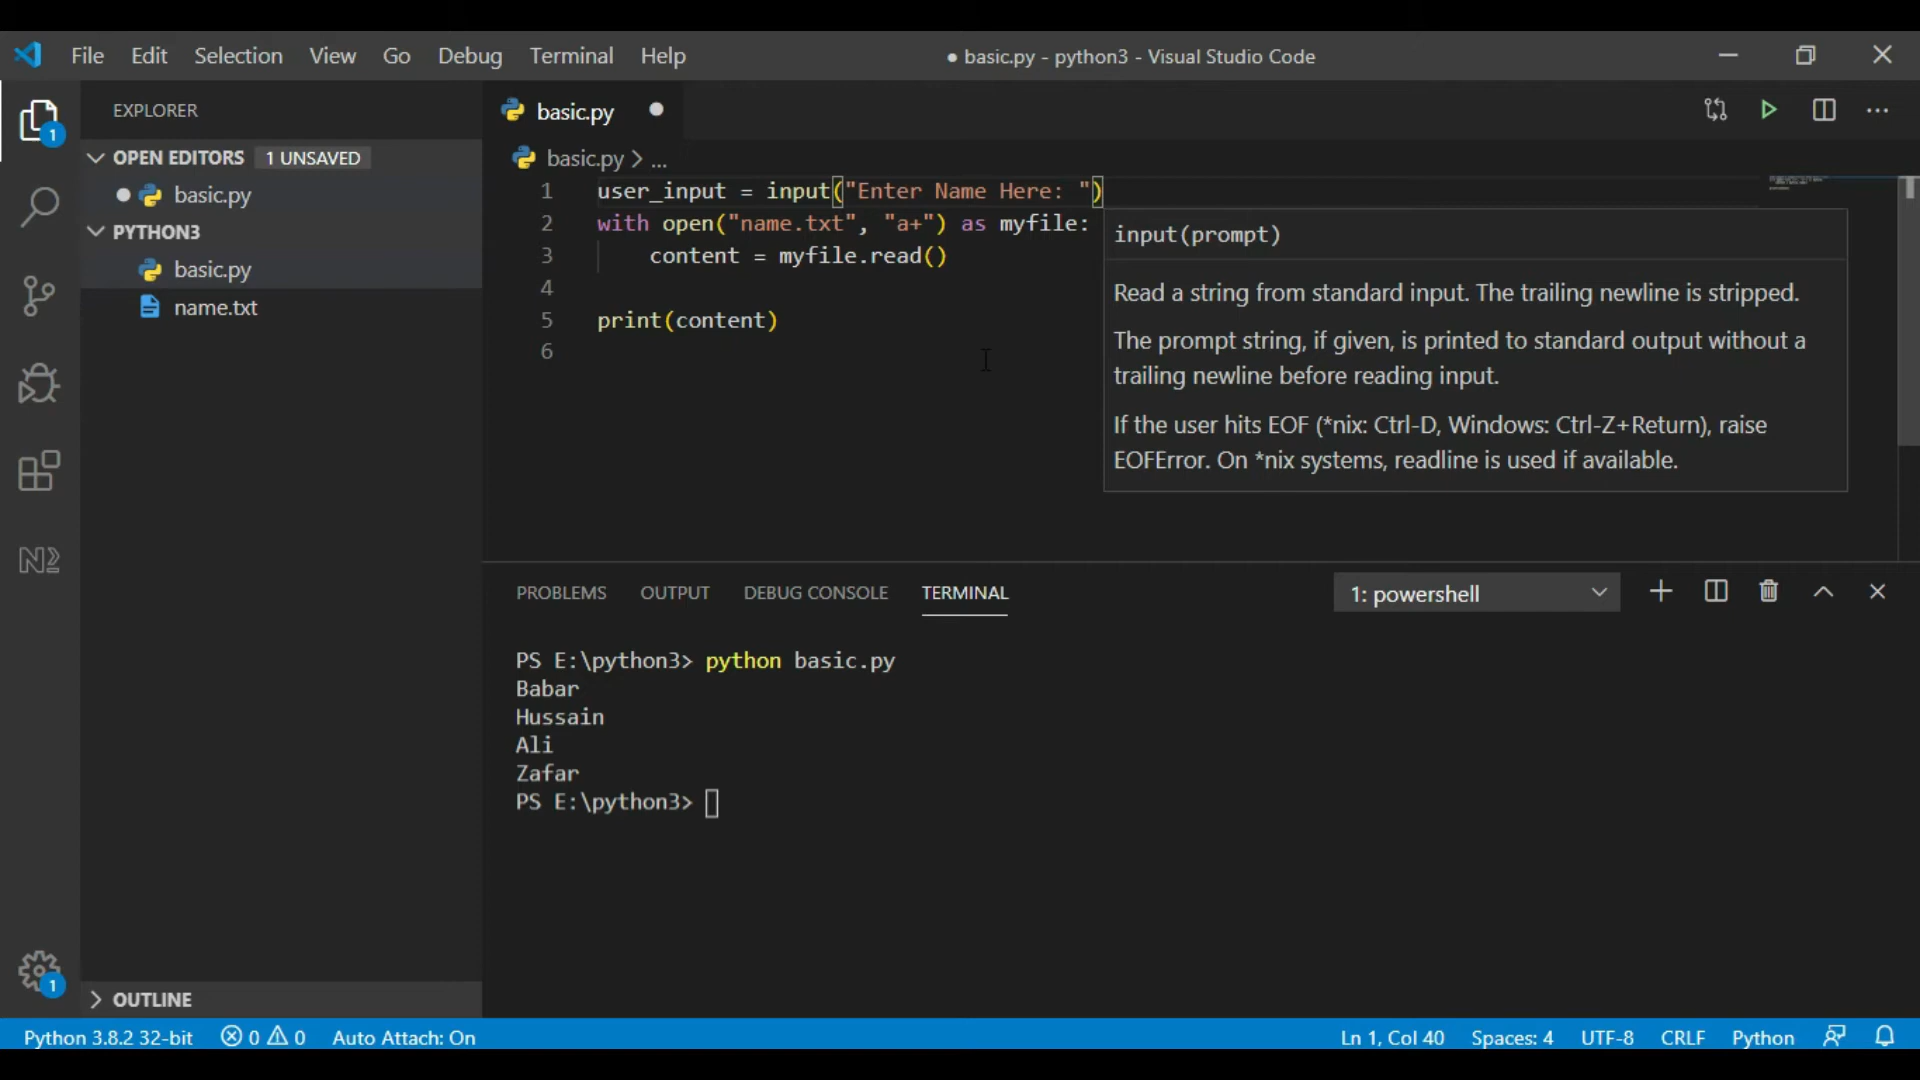 File Edit Selection View Go Debug Terminal Help
● basic.py - python3 - Visual Studio Code
EXPLORER
1
OPEN EDITORS 1 UNSAVED
basic.py
PYTHON3
basic.py
name.txt
OUTLINE
1
basic.py
basic.py > ...
1 user_input = input("Enter Name Here: ")
2 with open("name.txt", "a+") as myfile:
3 content = myfile.read()
4
5 print(content)
6
input(prompt)
Read a string from standard input. The trailing newline is stripped.
The prompt string, if given, is printed to standard output without a
trailing newline before reading input.
If the user hits EOF (*nix: Ctrl-D, Windows: Ctrl-Z+Return), raise
EOFError. On *nix systems, readline is used if available.
PROBLEMS OUTPUT DEBUG CONSOLE TERMINAL
1: powershell
PS E:\python3> python basic.py
Babar
Hussain
Ali
Zafar
PS E:\python3>
Python 3.8.2 32-bit 0 0 Auto Attach: On
Ln 1, Col 40 Spaces: 4 UTF-8 CRLF Python